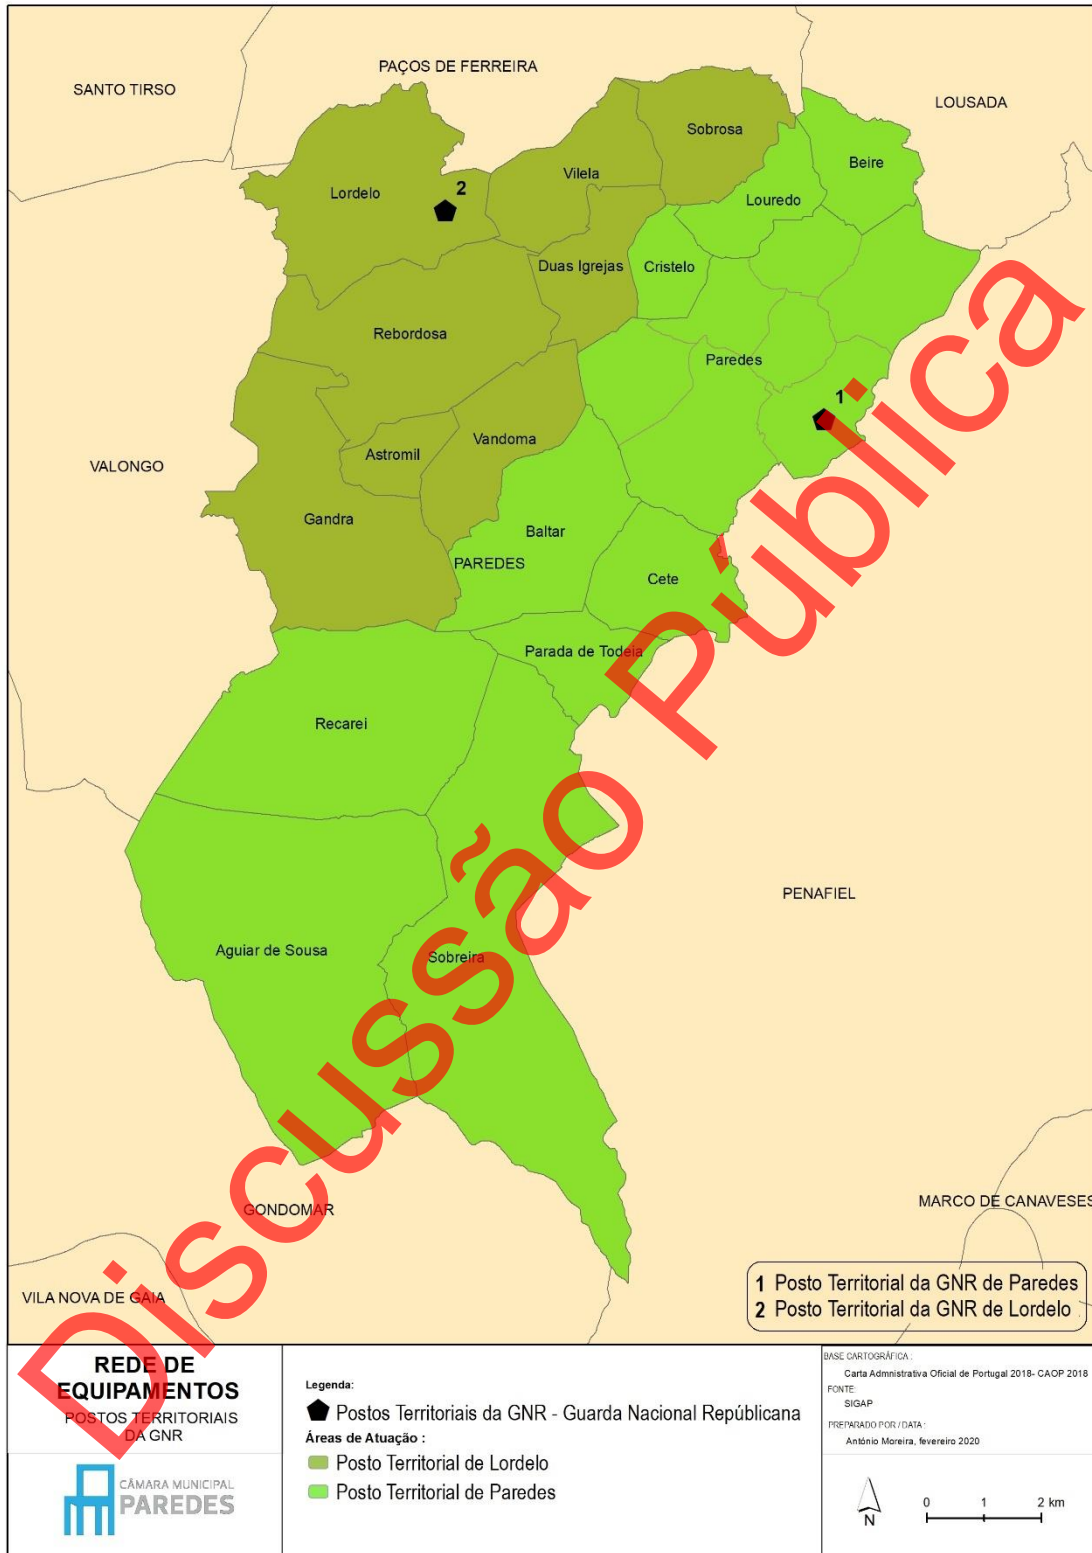 PAÇOS DE FERREIRA
SANTO TIRSO
LOUSADA
Sobrosa
Beire
Vilela
Lordelo
2
Louredo
Duas Igrejas
Cristelo
Rebordosa
Paredes
1
Vandoma
Astromil
VALONGO
Gandra
Baltar
PAREDES
Cete
Parada de Todeia
Recarei
PENAFIEL
Aguiar de Sousa
Sobreira
GONDOMAR
MARCO DE CANAVESES
VILA NOVA DE GAIA
Discussão Pública
1 Posto Territorial da GNR de Paredes
2 Posto Territorial da GNR de Lordelo
REDE DE
EQUIPAMENTOS
POSTOS TERRITORIAIS
DA GNR
CÂMARA MUNICIPAL
PAREDES
Legenda:
Postos Territoriais da GNR - Guarda Nacional Républicana
Áreas de Atuação :
Posto Territorial de Lordelo
Posto Territorial de Paredes
BASE CARTOGRÁFICA :
Carta Admnistrativa Oficial de Portugal 2018- CAOP 2018
FONTE:
SIGAP
PREPARADO POR / DATA :
António Moreira, fevereiro 2020
N
0 1 2 km